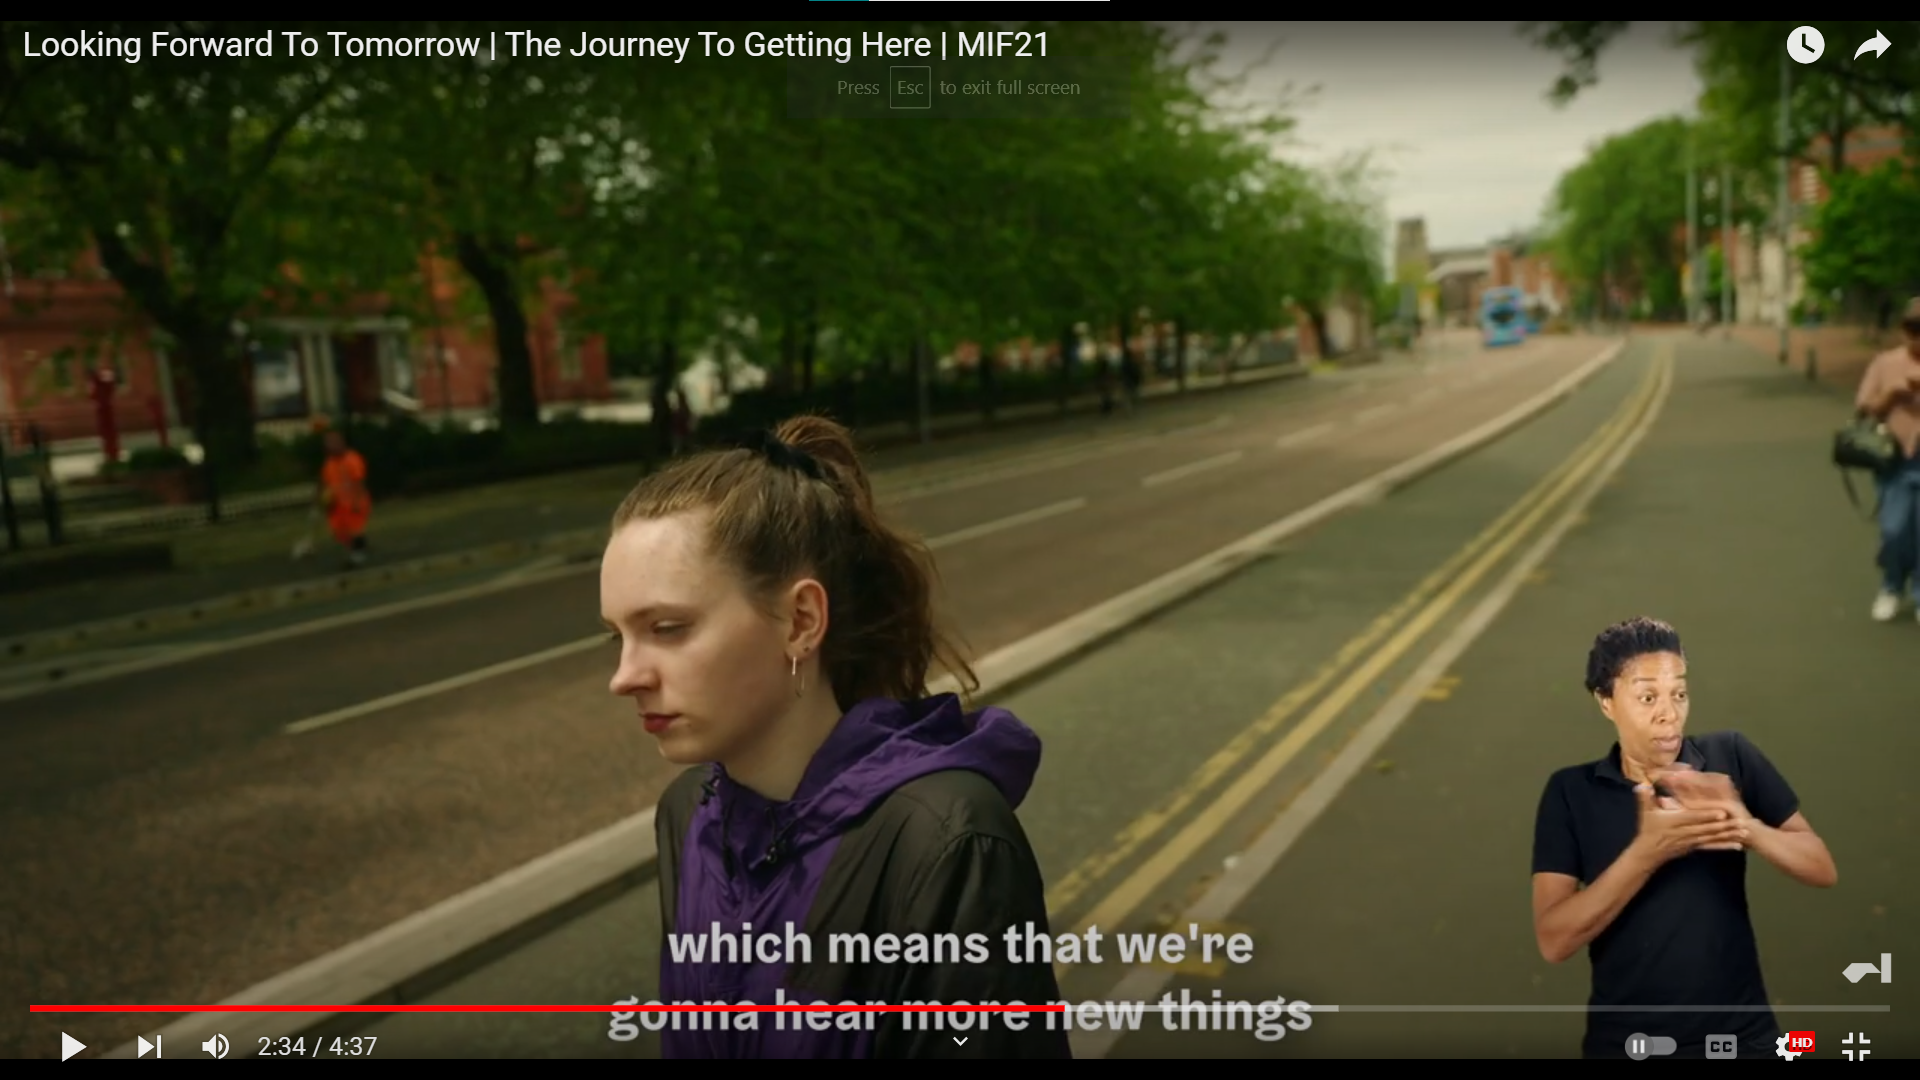 Looking Forward To Tomorrow | The Journey To Getting Here | MIF21
Press Esc to exit full screen
which means that we're
gonna hear more new things
2:34 / 4:37
CC
HD